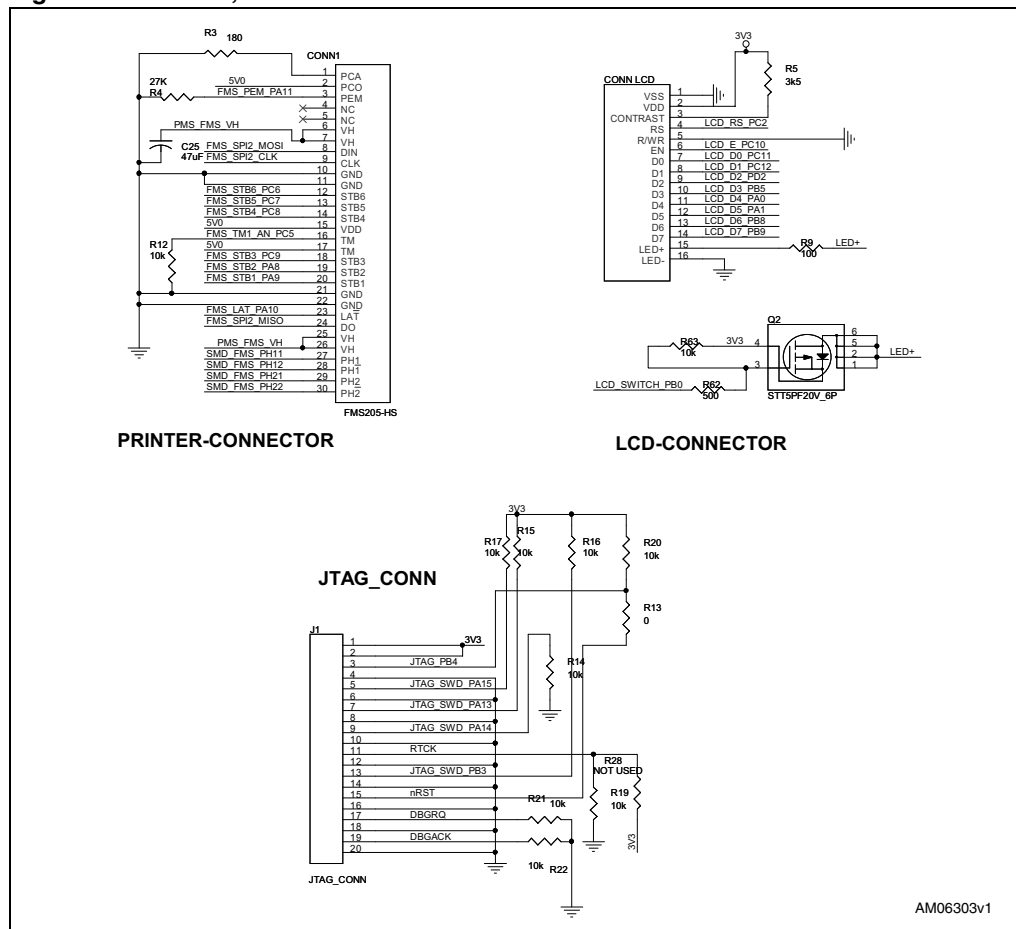 R3 180
CONN1
27K
R4
1 PCA
5V0 2 PCO
FMS_PEM_PA11 3 PEM
4 NC
5 NC
PMS_FMS_VH 6 VH
7 VH
C25
47uF
FMS_SPI2_MOSI 8 DIN
FMS_SPI2_CLK 9 CLK
10 GND
11 GND
FMS_STB6_PC6 12 STB6
FMS_STB5_PC7 13 STB5
FMS_STB4_PC8 14 STB4
5V0 15 VDD
FMS_TM1_AN_PC5 16 TM
R12
10k
5V0 17 TM
FMS_STB3_PC9 18 STB3
FMS_STB2_PA8 19 STB2
FMS_STB1_PA9 20 STB1
21 GND
22 GND
FMS_LAT_PA10 23 LAT
FMS_SPI2_MISO 24 DO
25 VH
PMS_FMS_VH 26 VH
SMD_FMS_PH11 27 PH1
SMD_FMS_PH12 28 PH1
SMD_FMS_PH21 29 PH2
SMD_FMS_PH22 30 PH2
FMS205-HS
PRINTER-CONNECTOR
3V3
R5
3k5
CONN LCD
VSS 1
VDD 2
CONTRAST 3
RS 4 LCD_RS_PC2
R/WR 5
EN 6 LCD_E_PC10
D0 7 LCD_D0_PC11
D1 8 LCD_D1_PC12
D2 9 LCD_D2_PD2
D3 10 LCD_D3_PB5
D4 11 LCD_D4_PA0
D5 12 LCD_D5_PA1
D6 13 LCD_D6_PB8
D7 14 LCD_D7_PB9
LED+ 15 R9 100 LED+
LED- 16
Q2
R63
10k
3V3 4
3
6
5
2
1
LED+
LCD_SWITCH_PB0
R62
500
STT5PF20V_6P
LCD-CONNECTOR
3V3
R17
10k
R15
10k
R16
10k
R20
10k
JTAG_CONN
R13
0
J1
1 3V3
2
3 JTAG_PB4
4
R14
10k
5 JTAG_SWD_PA15
6
7 JTAG_SWD_PA13
8
9 JTAG_SWD_PA14
10
11 RTCK
12
R28
NOT USED
13 JTAG_SWD_PB3
14
15 nRST
R19
10k
16
R21 10k
17 DBGRQ
18
19 DBGACK
20
3V3
10k R22
JTAG_CONN
AM06303v1